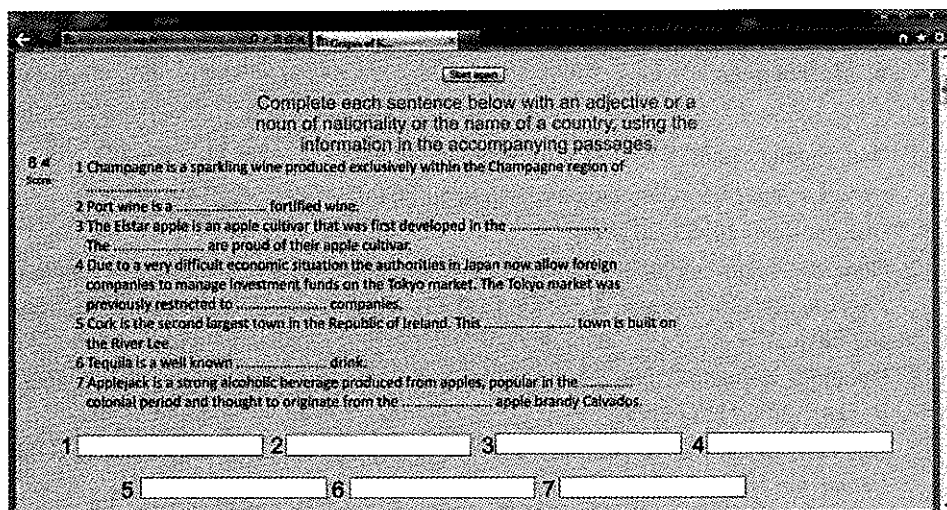 Grapes of
Start again
Complete each sentence below with an adjective or a
noun of nationality or the name of a country, using the
information in the accompanying passages.
Score
1 Champagne is a sparkling wine produced exclusively within the Champagne region of
...................... .
2 Port wine is a ...................... fortified wine.
3 The Elstar apple is an apple cultivar that was first developed in the ...................... .
The ...................... are proud of their apple cultivar.
4 Due to a very difficult economic situation the authorities in Japan now allow foreign
companies to manage investment funds on the Tokyo market. The Tokyo market was
previously restricted to ...................... companies.
5 Cork is the second largest town in the Republic of Ireland. This ...................... town is built on
the River Lee.
6 Tequila is a well known ...................... drink.
7 Applejack is a strong alcoholic beverage produced from apples, popular in the ............
colonial period and thought to originate from the ...................... apple brandy Calvados.
1 2 3 4
5 6 7